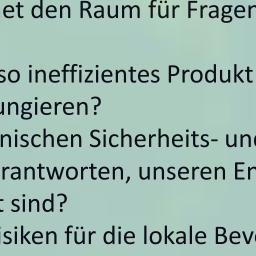 et den Raum für Fragen
so ineffizientes Produkt
ungieren?
nischen Sicherheits- und
rantworten, unseren En
t sind?
isiken für die lokale Bev